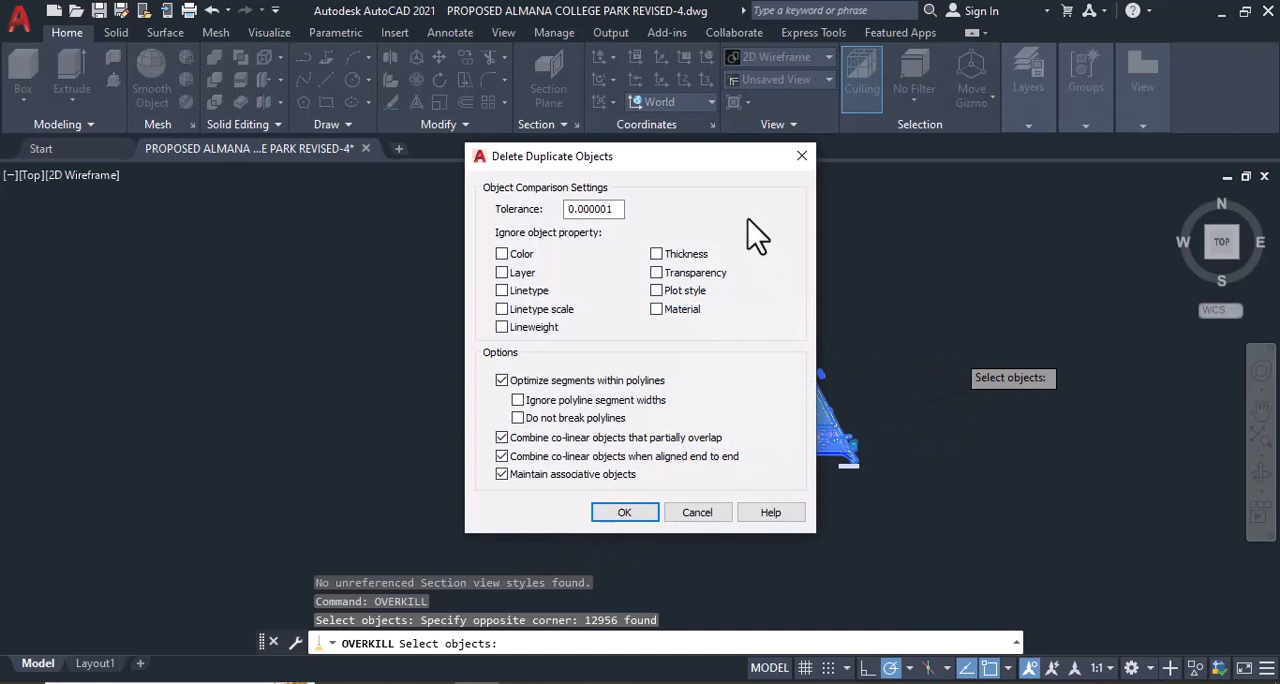 Autodesk AutoCAD 2021 PROPOSED ALMANA COLLEGE PARK REVISED-4.dwg Type a keyword or phrase Sign In
Home Solid Surface Mesh Visualize Parametric Insert Annotate View Manage Output Add-ins Collaborate Express Tools Featured Apps
2D Wireframe
Unsaved View
World
Box Extrude Smooth Object Section Plane Culling No Filter Move Gizmo Layers Groups View
Modeling Mesh Solid Editing Draw Modify Section Coordinates View Selection
Start PROPOSED ALMANA ...E PARK REVISED-4*
[−][Top][2D Wireframe]
Delete Duplicate Objects
Object Comparison Settings
Tolerance: 0.000001
Ignore object property:
Color Thickness
Layer Transparency
Linetype Plot style
Linetype scale Material
Lineweight
Options
Optimize segments within polylines
Ignore polyline segment widths
Do not break polylines
Combine co-linear objects that partially overlap
Combine co-linear objects when aligned end to end
Maintain associative objects
OK Cancel Help
N
W TOP E
S
WCS
Select objects:
No unreferenced Section view styles found.
Command: OVERKILL
Select objects: Specify opposite corner: 12956 found
OVERKILL Select objects:
Model Layout1 MODEL 1:1